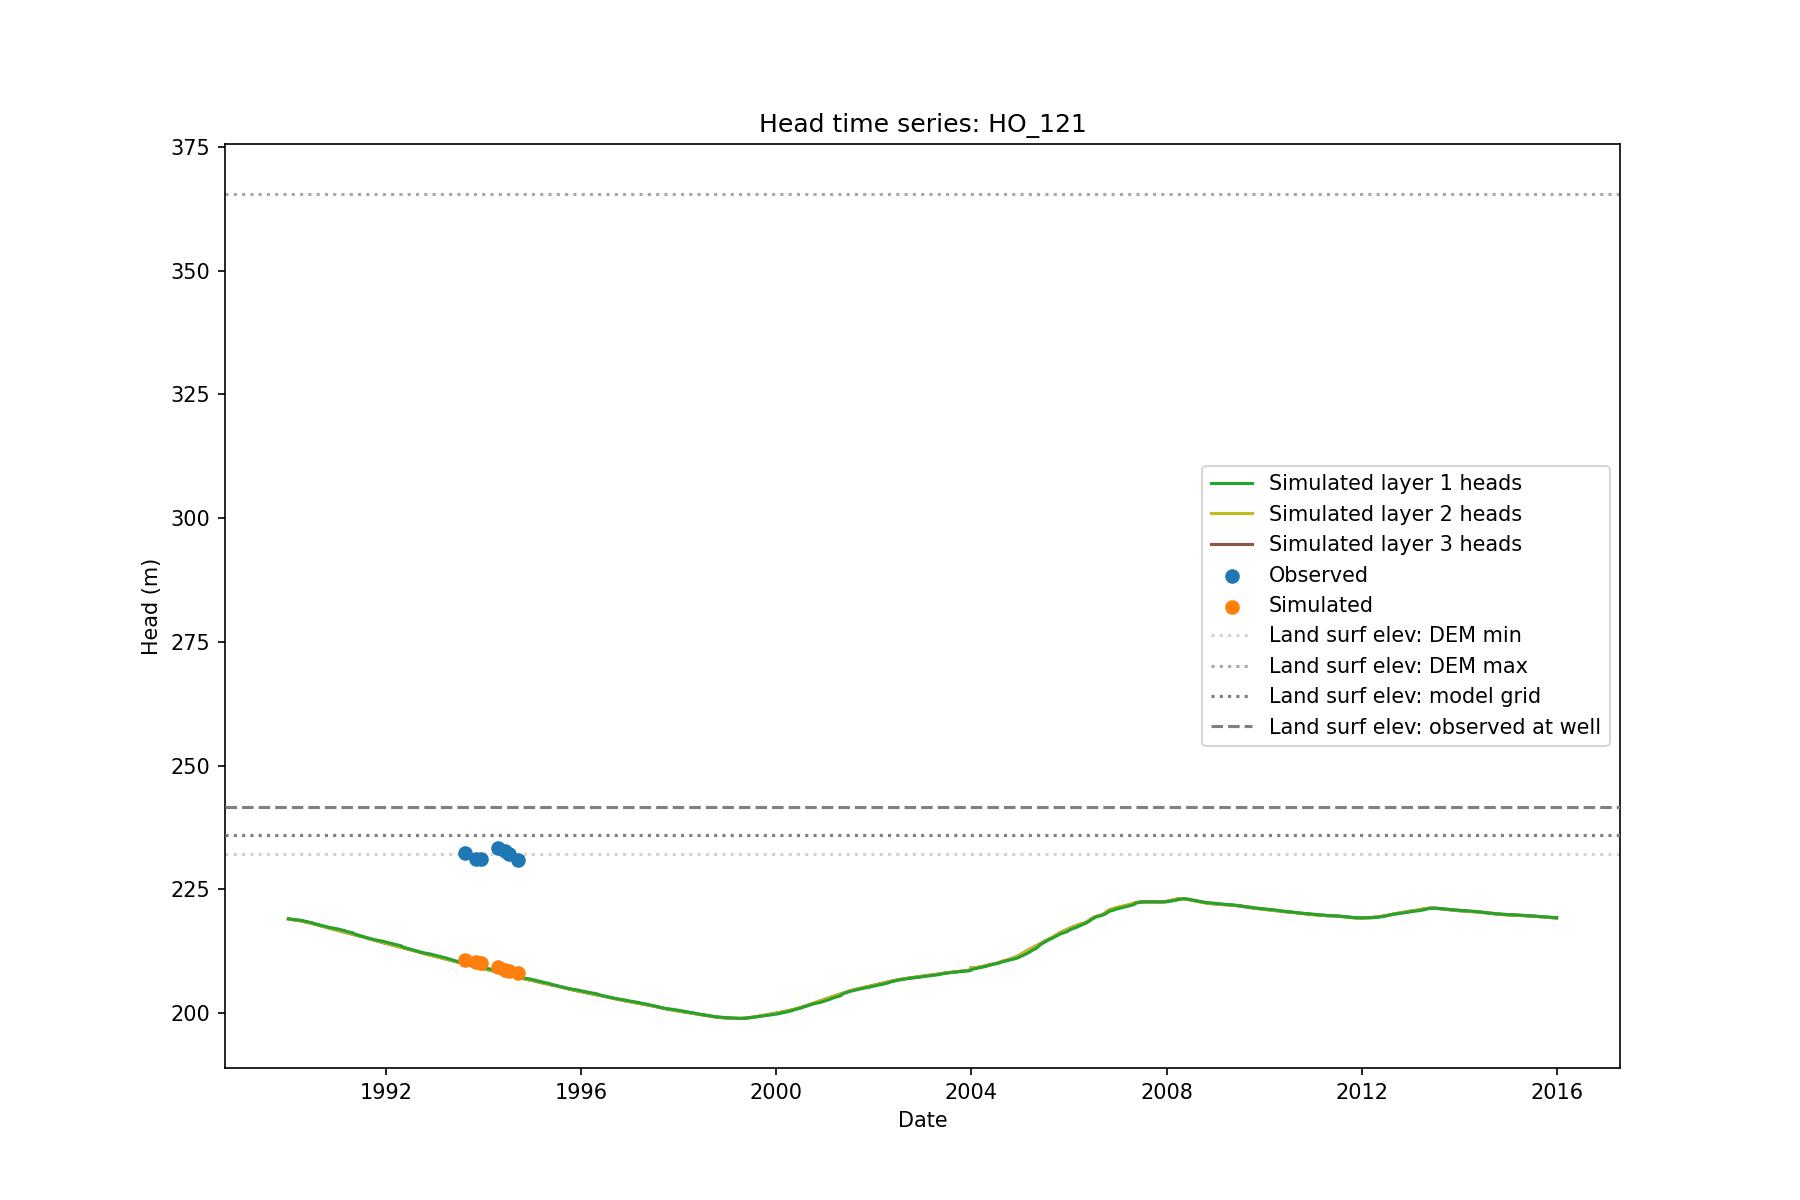 Head time series: HO_121
375
350
325
300
275
250
225
200
Head (m)
Simulated layer 1 heads
Simulated layer 2 heads
Simulated layer 3 heads
Observed
Simulated
Land surf elev: DEM min
Land surf elev: DEM max
Land surf elev: model grid
Land surf elev: observed at well
1992 1996 2000 2004 2008 2012 2016
Date